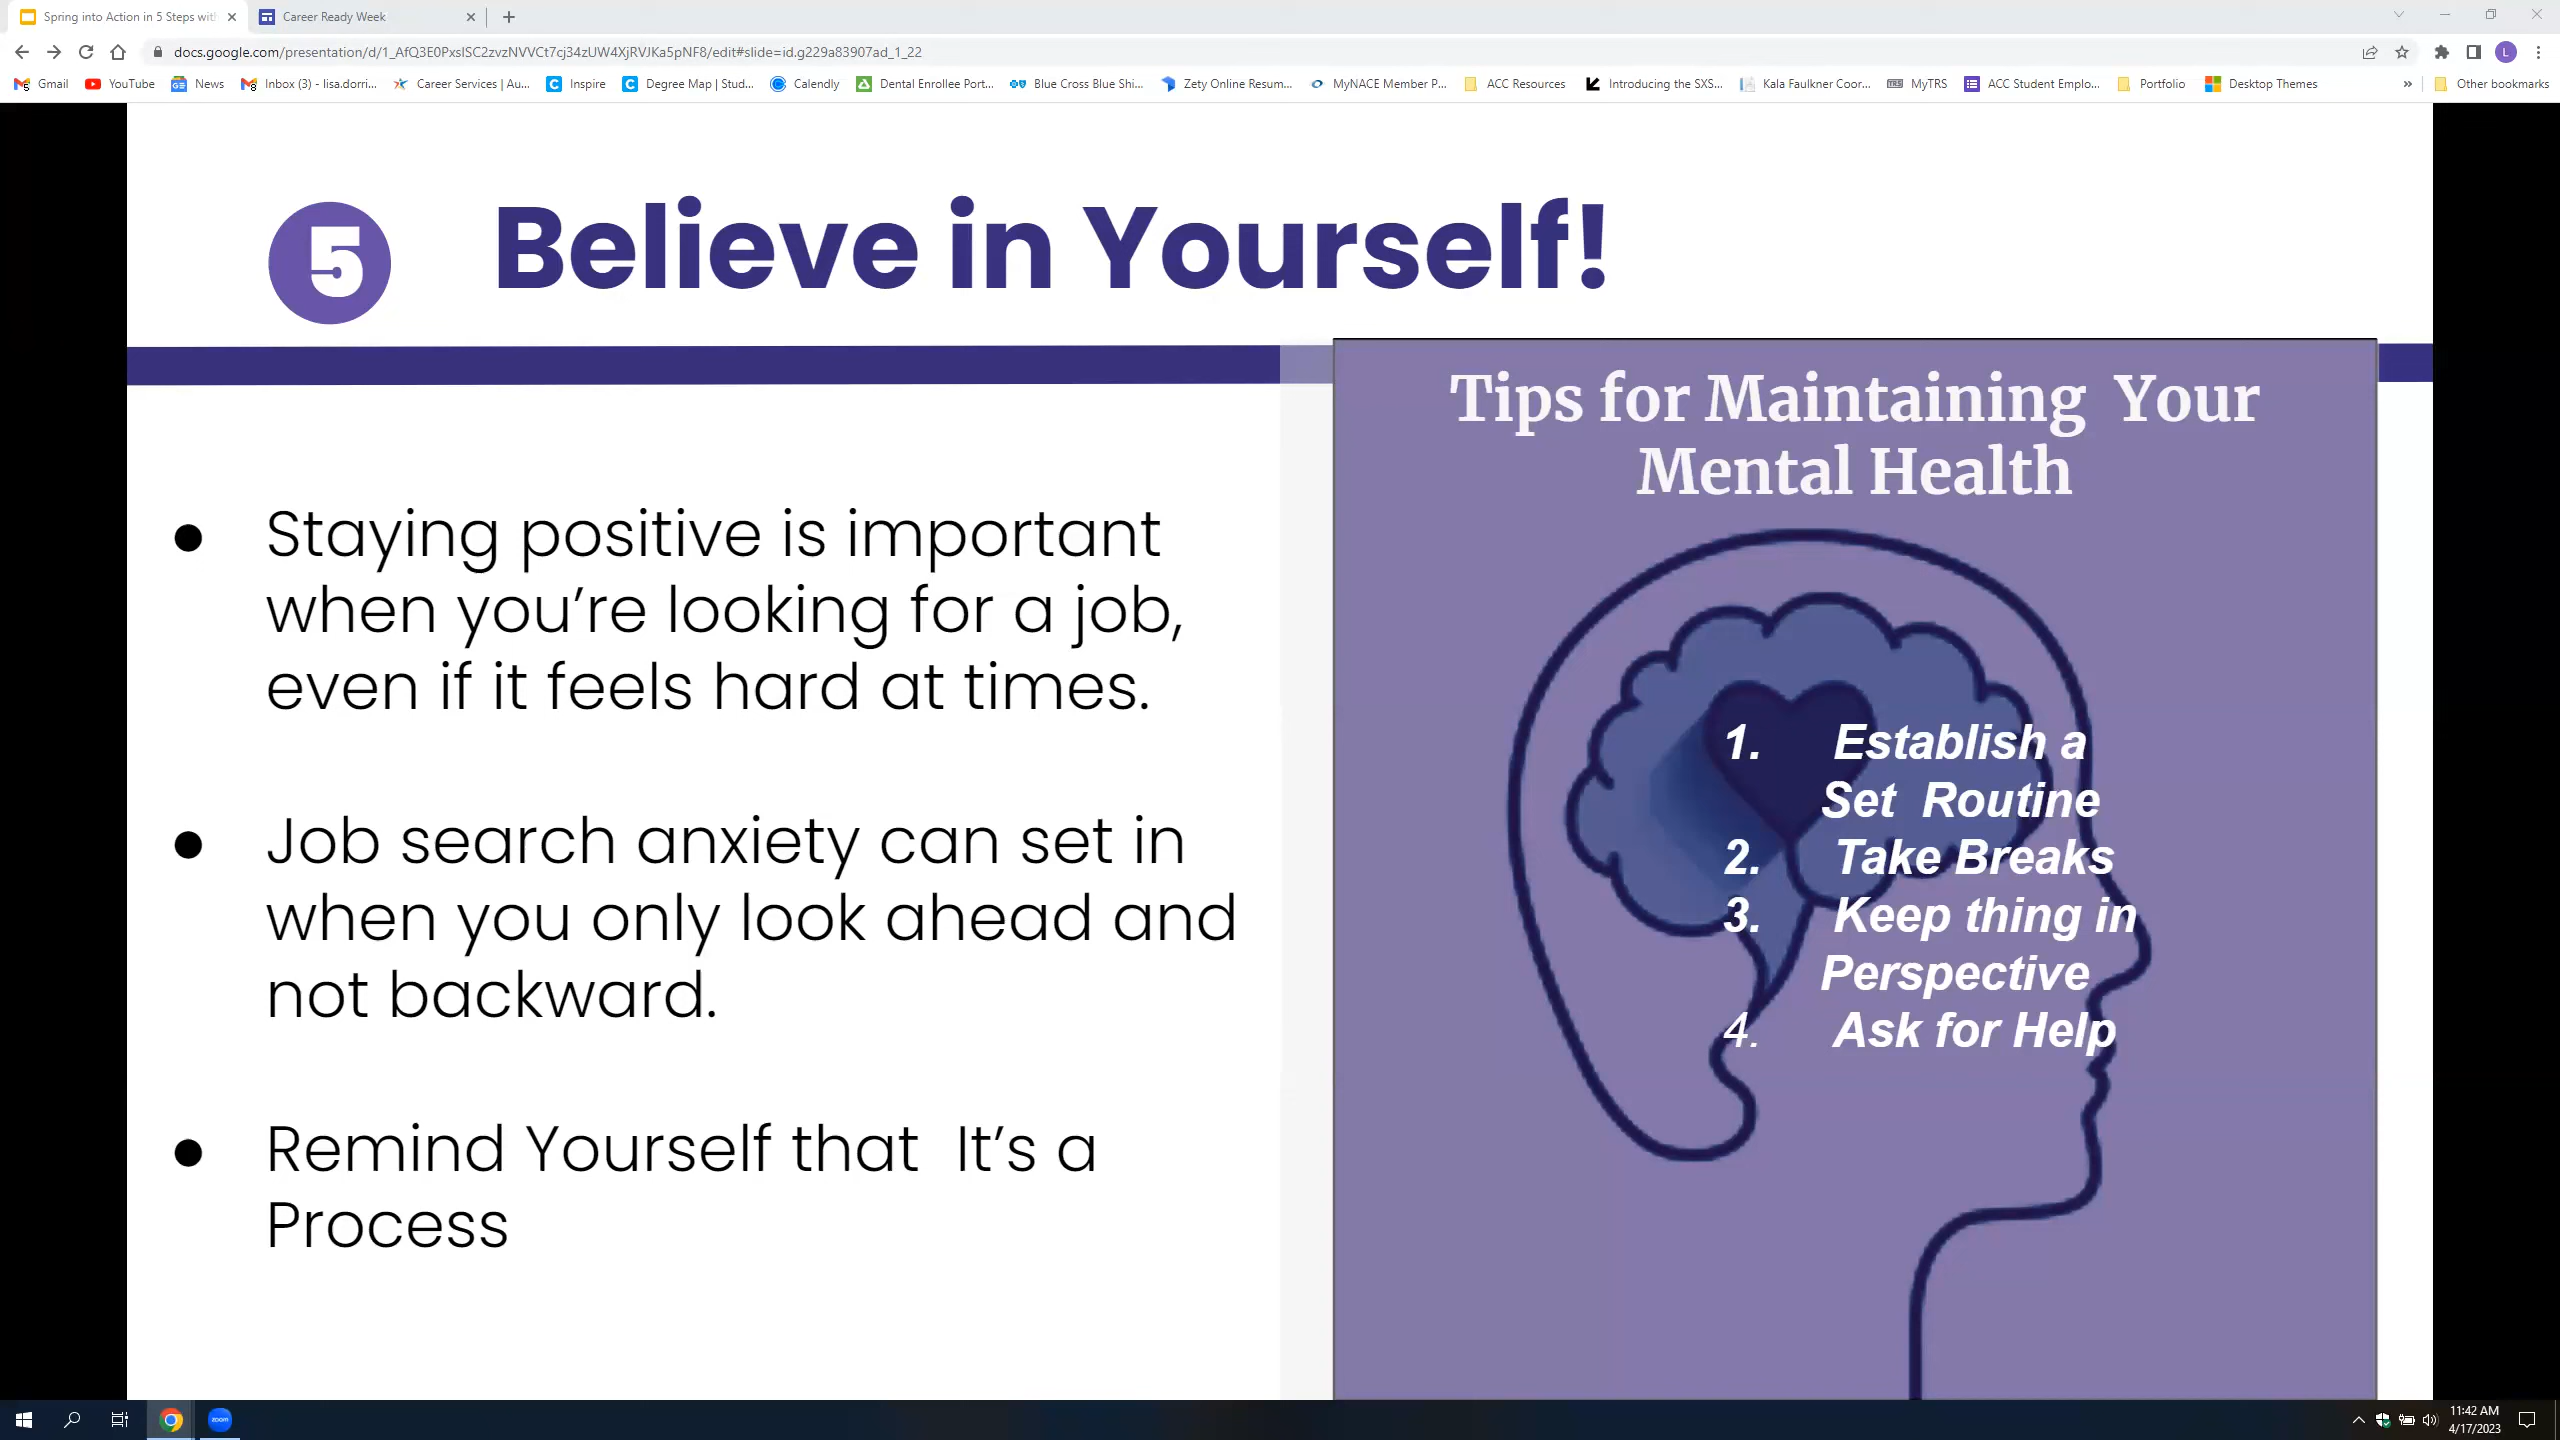 Spring into Action in 5 Steps with
Career Ready Week
docs.google.com/presentation/d/1_AfQ3E0PxsISC2zvzNVVCt7cj34zUW4XjRVJKa5pNF8/edit#slide=id.g229a83907ad_1_22
L
Gmail YouTube News Inbox (3) - lisa.dorri... Career Services | Au... Inspire Degree Map | Stud... Calendly Dental Enrollee Port... Blue Cross Blue Shi... Zety Online Resum... MyNACE Member P... ACC Resources Introducing the SXS... Kala Faulkner Coor... MyTRS ACC Student Emplo... Portfolio Desktop Themes » Other bookmarks
5 Believe in Yourself!
● Staying positive is important
when you’re looking for a job,
even if it feels hard at times.
● Job search anxiety can set in
when you only look ahead and
not backward.
● Remind Yourself that It’s a
Process
Tips for Maintaining Your
Mental Health
1. Establish a
Set Routine
2. Take Breaks
3. Keep thing in
Perspective
4. Ask for Help
zoom
11:42 AM
4/17/2023